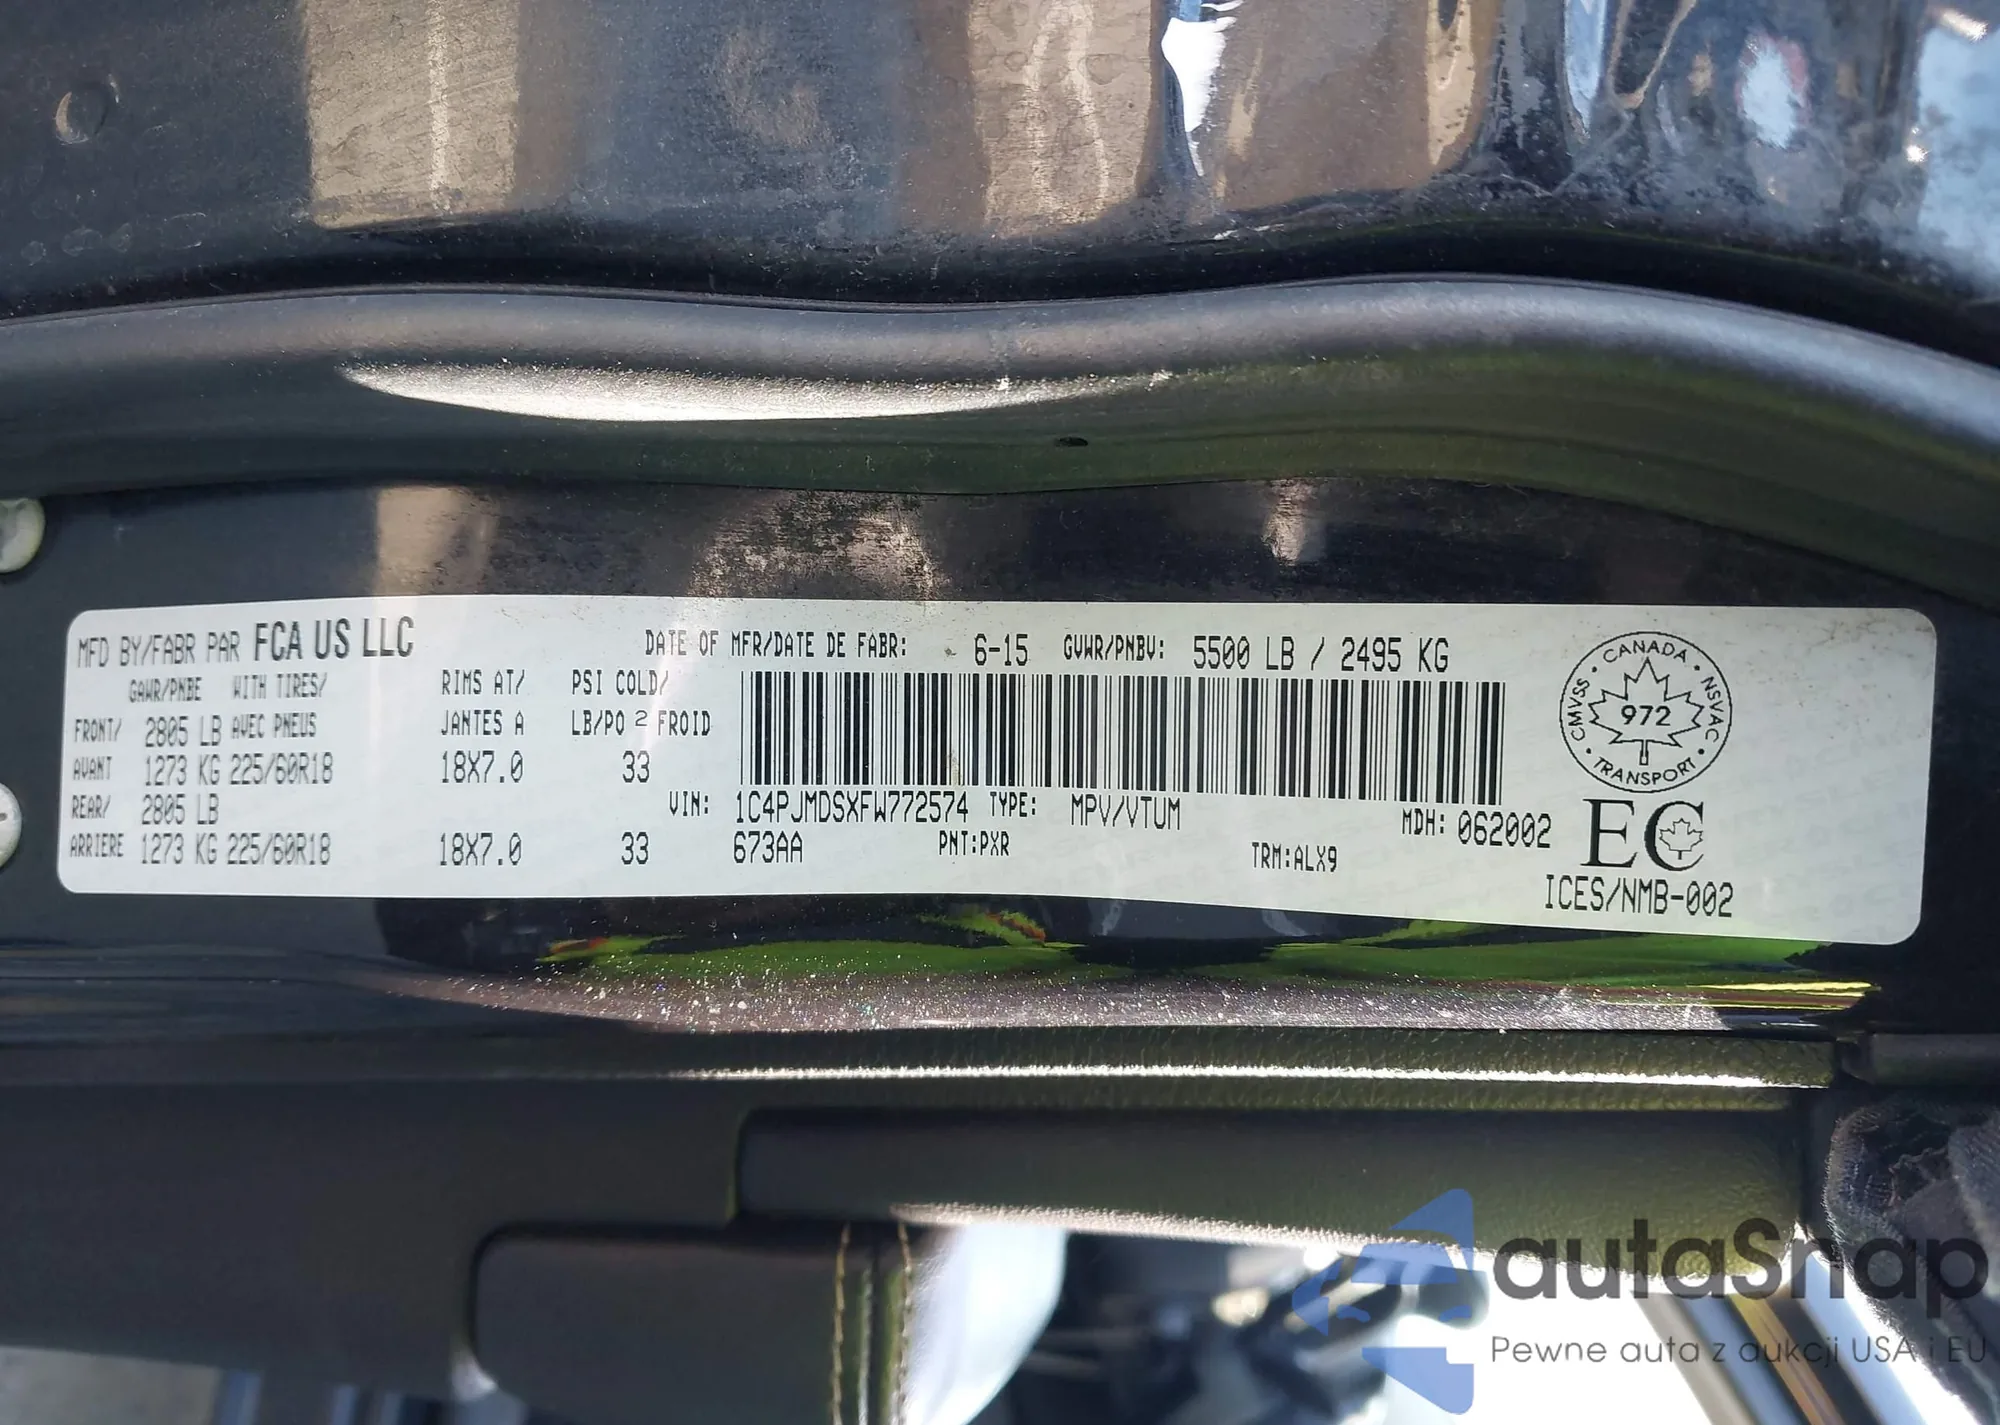 MFD BY/FABR PAR FCA US LLC
DATE OF MFR/DATE DE FABR: 6-15 GVWR/PNBV: 5500 LB / 2495 KG
GAWR/PNBE WITH TIRES/ RIMS AT/ PSI COLD/
FRONT/ 2805 LB AVEC PNEUS JANTES A LB/PO 2 FROID
AVANT 1273 KG 225/60R18 18X7.0 33
REAR/ 2805 LB
ARRIERE 1273 KG 225/60R18 18X7.0 33
VIN: 1C4PJMDSXFW772574 TYPE: MPV/VTUM MDH: 062002
673AA PNT:PXR TRM:ALX9
CANADA
CMVSS 972 NSVAC
TRANSPORT
EC
ICES/NMB-002
autaSnap
Pewne auta z aukcji USA i EU